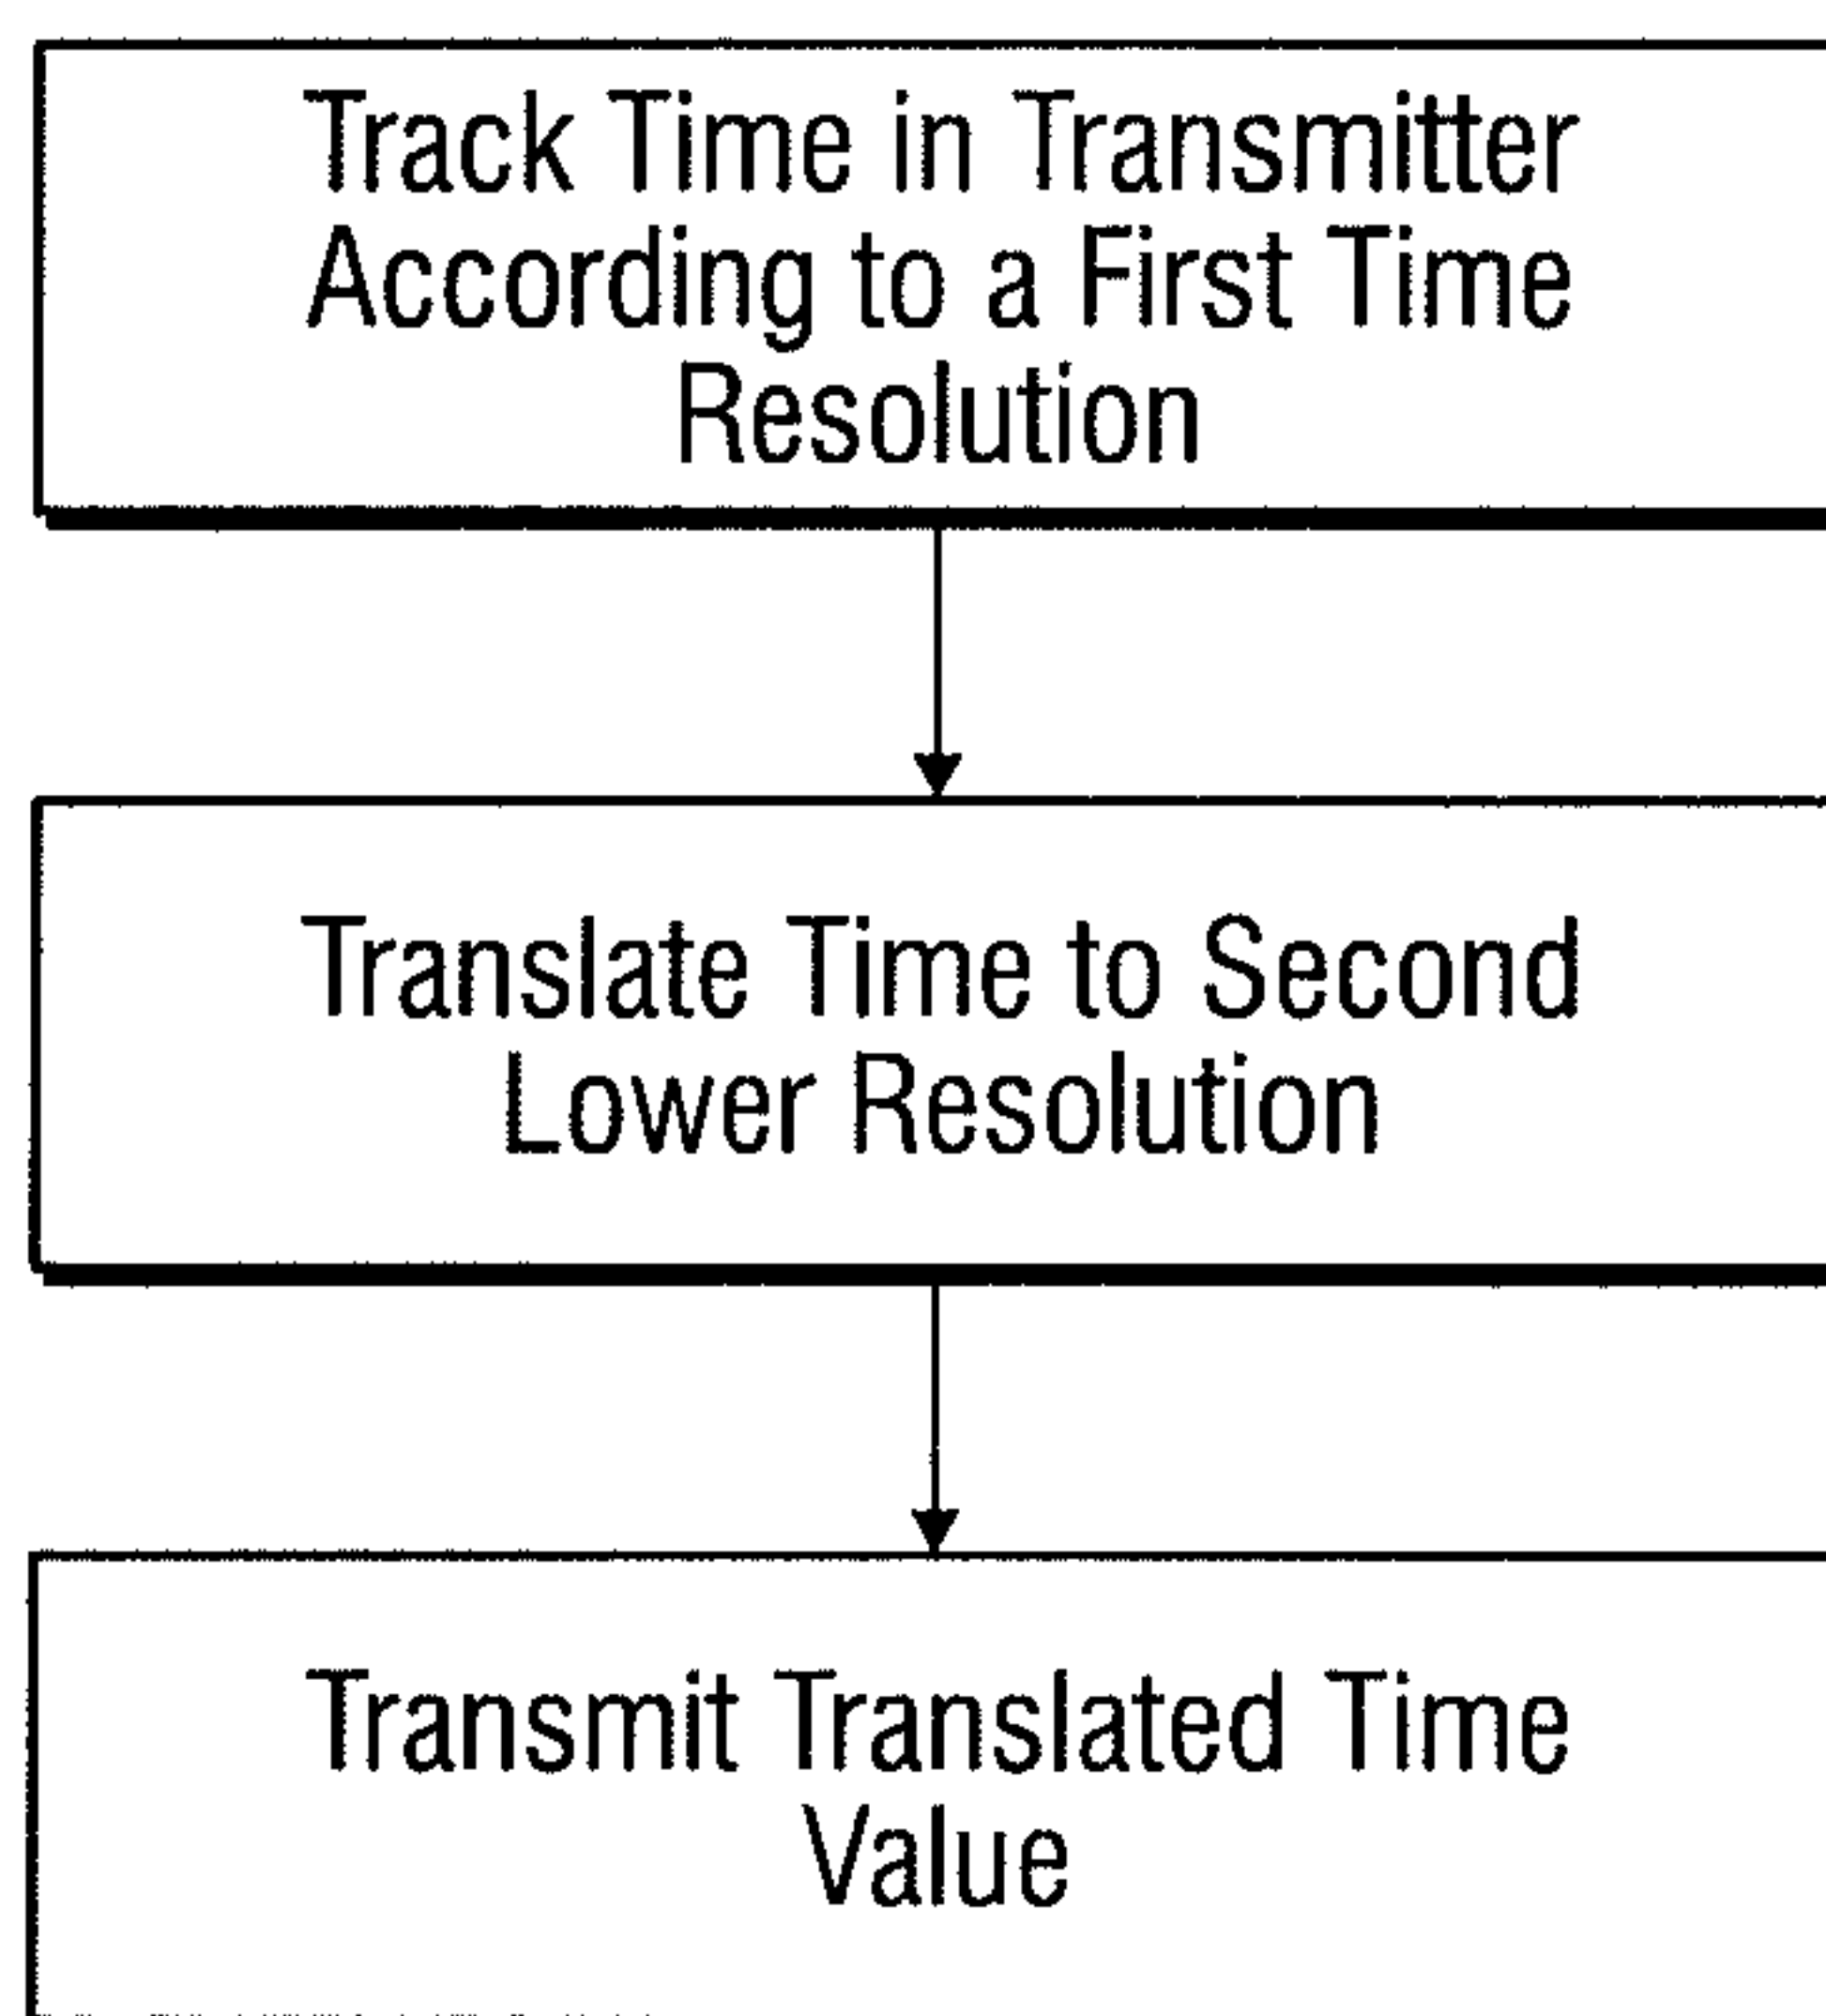 Track Time in Transmitter
According to a First Time
Resolution
Translate Time to Second
Lower Resolution
Transmit Translated Time
Value